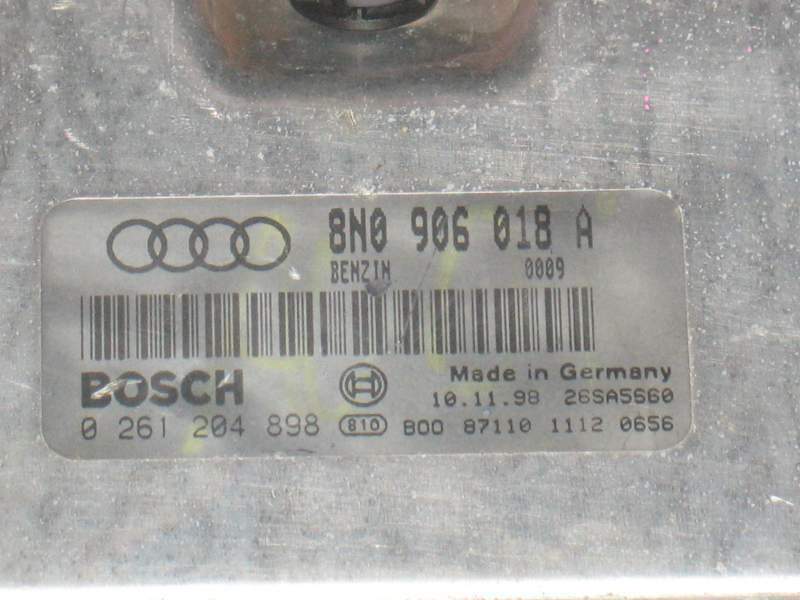 8N0 906 018 A
BENZIN 0009
BOSCH Made in Germany
10.11.98 26SA5560
0 261 204 898 810 B00 87110 1112 0656